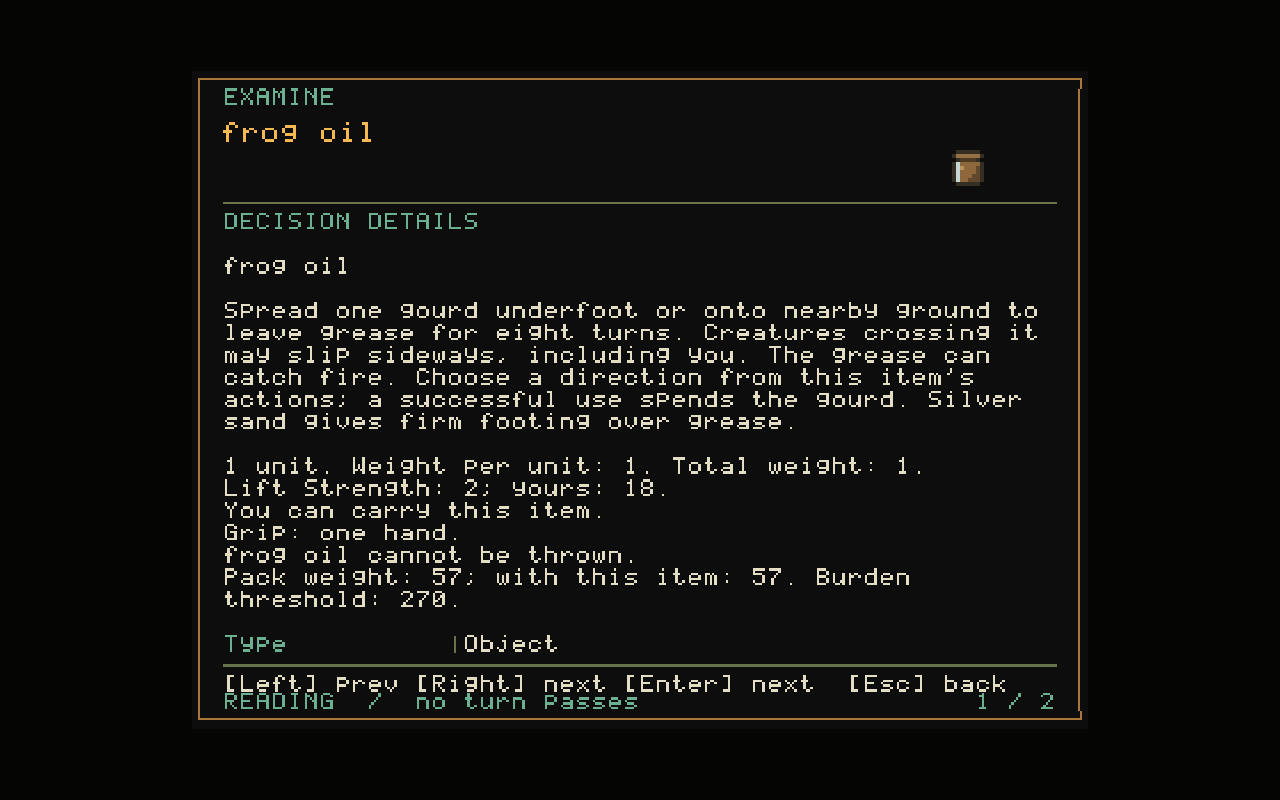 EXAMINE
frog oil
DECISION DETAILS
frog oil
Spread one gourd underfoot or onto nearby ground to
leave grease for eight turns. Creatures crossing it
may slip sideways, including you. The grease can
catch fire. Choose a direction from this item's
actions; a successful use spends the gourd. Silver
sand gives firm footing over grease.
1 unit. Weight per unit: 1. Total weight: 1.
Lift Strength: 2; yours: 18.
You can carry this item.
Grip: one hand.
frog oil cannot be thrown.
Pack weight: 57; with this item: 57. Burden
threshold: 270.
Type |Object
[Left] prev [Right] next [Enter] next [Esc] back
READING / no turn passes 1 / 2